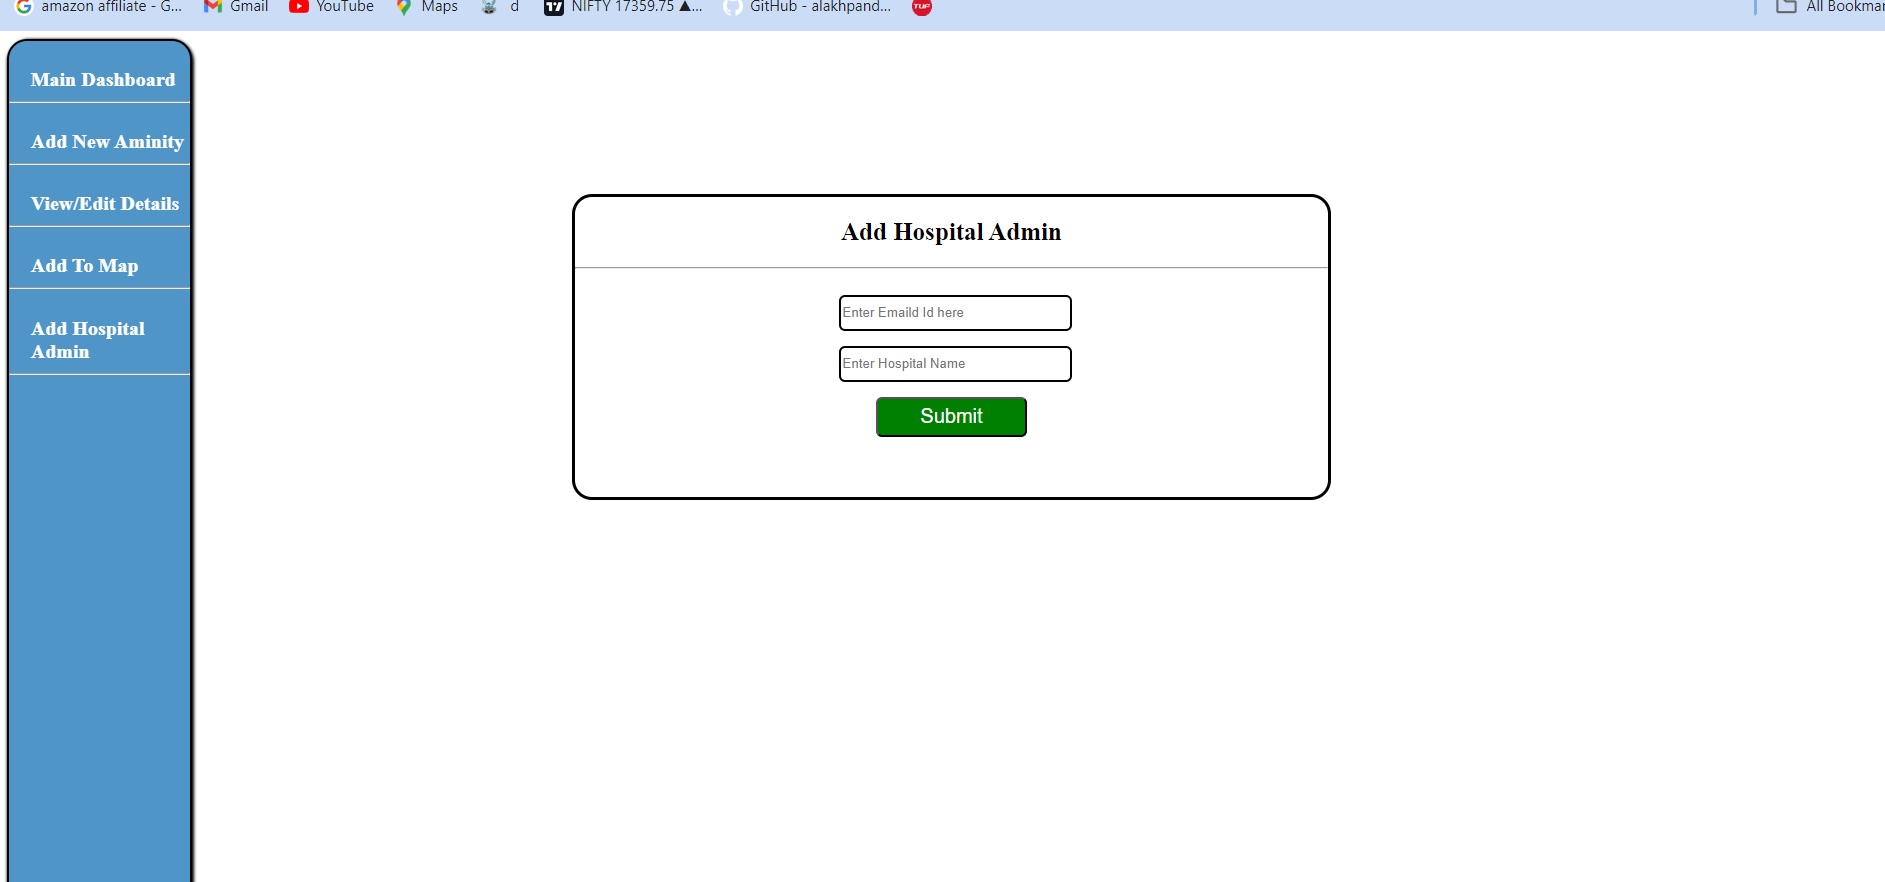 amazon affiliate - G... Gmail YouTube Maps d NIFTY 17359.75 ▲... GitHub - alakhpand... TUF All Bookmar
Main Dashboard
Add New Aminity
View/Edit Details
Add To Map
Add Hospital
Admin
Add Hospital Admin
Enter Emaild Id here
Enter Hospital Name
Submit